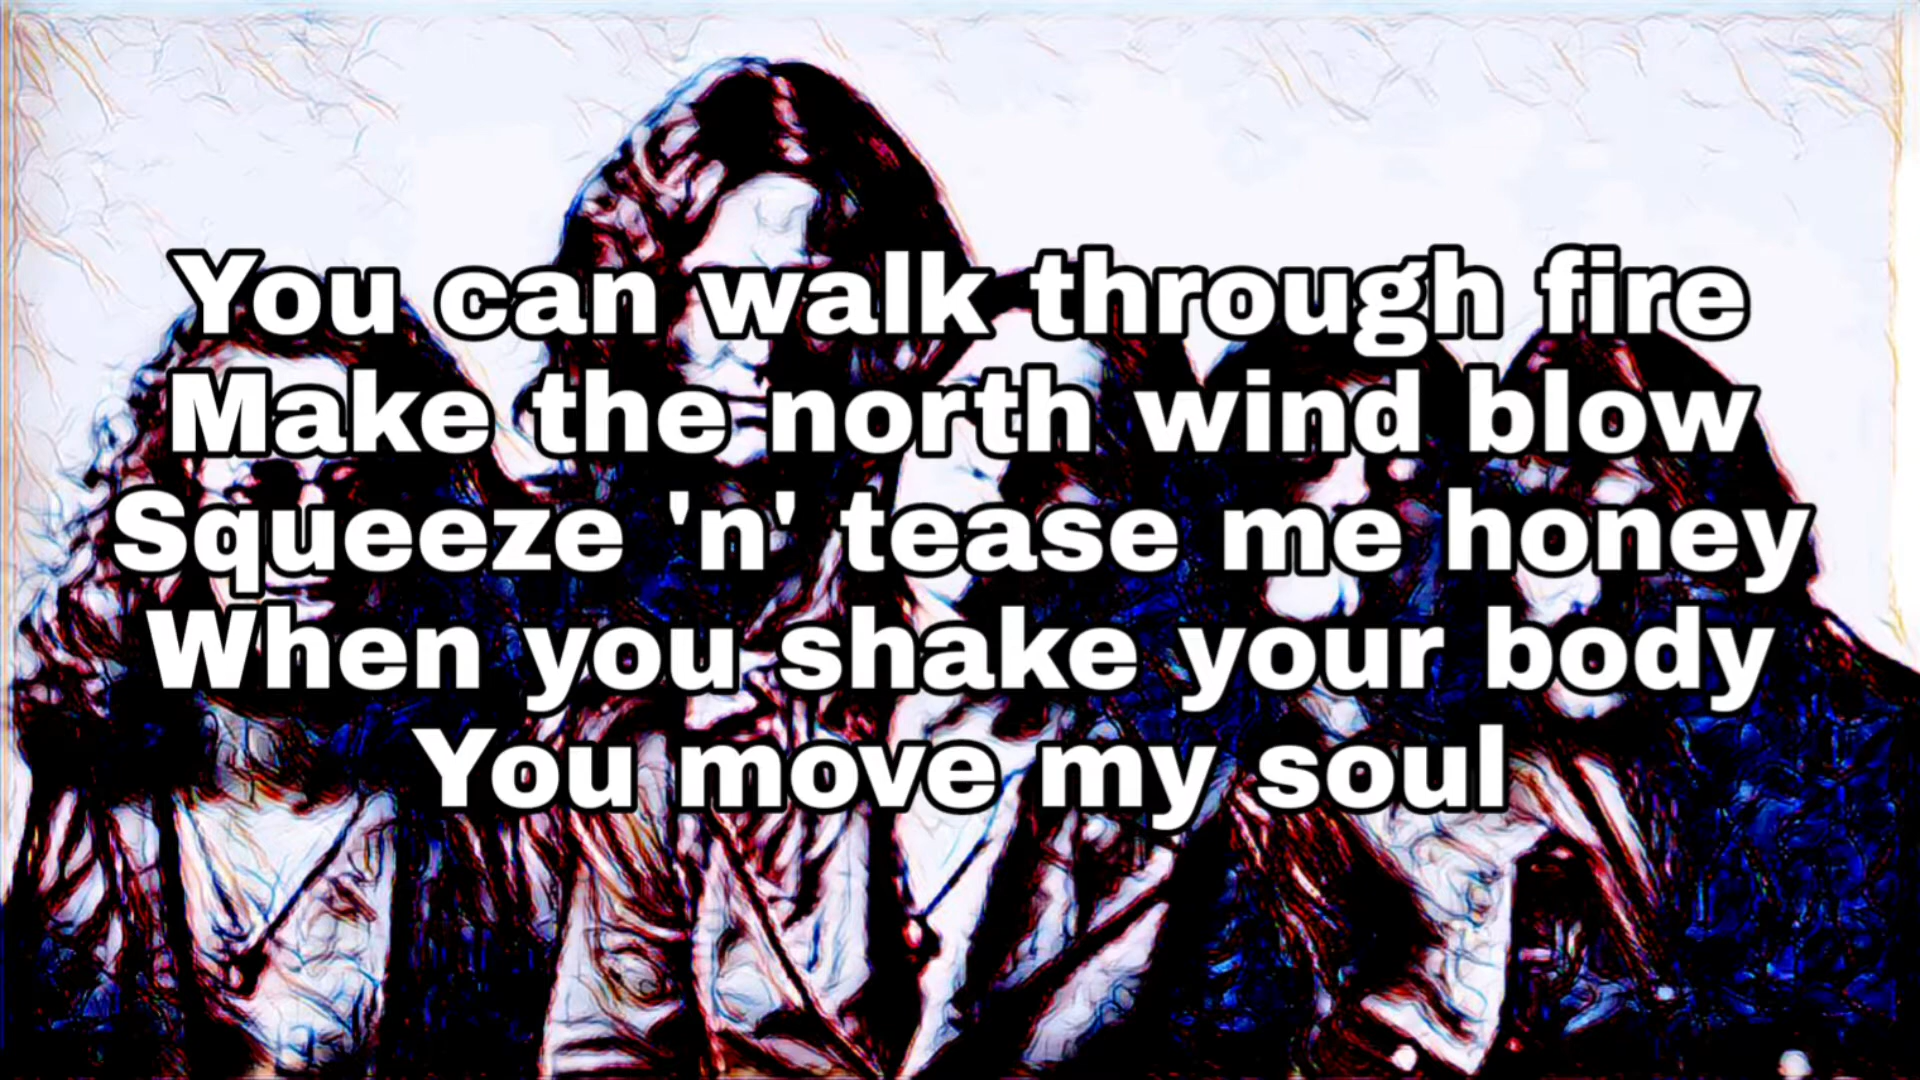 You can walk through fire
Make the north wind blow
Squeeze 'n' tease me honey
When you shake your body
You move my soul